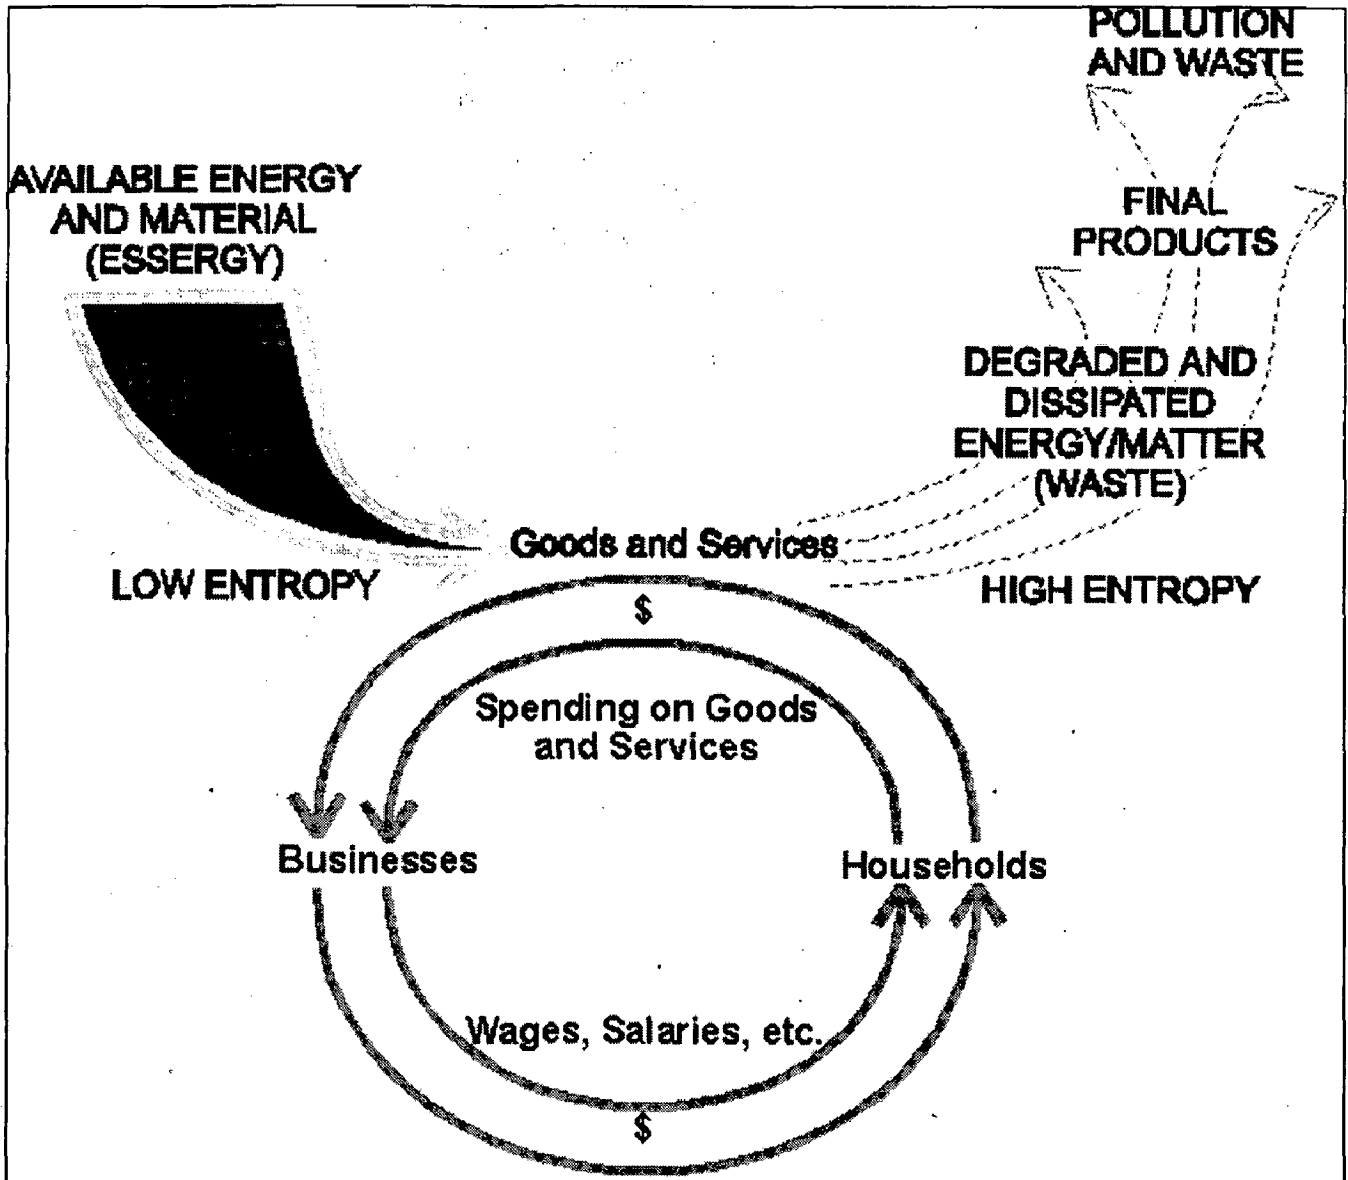 POLLUTION
AND WASTE
AVAILABLE ENERGY
AND MATERIAL
(ESSERGY)
FINAL
PRODUCTS
DEGRADED AND
DISSIPATED
ENERGY/MATTER
(WASTE)
Goods and Services
LOW ENTROPY
HIGH ENTROPY
$
Spending on Goods
and Services
Businesses
Households
Wages, Salaries, etc.
$